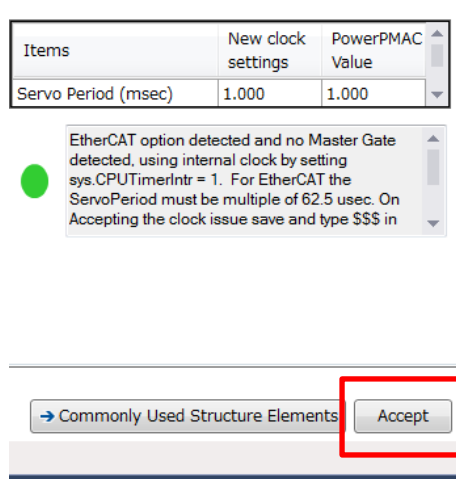 Items
New clock settings
PowerPMAC Value
Servo Period (msec) 1.000 1.000
EtherCAT option detected and no Master Gate
detected, using internal clock by setting
sys.CPUTimerIntr = 1.  For EtherCAT the
ServoPeriod must be multiple of 62.5 usec. On
Accepting the clock issue save and type $$$ in
Commonly Used Structure Elements
Accept